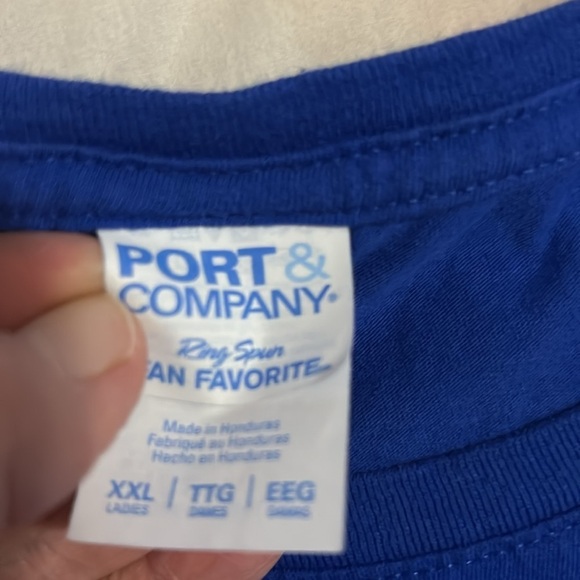 PORT &
COMPANY®
Ring Spun
FAN FAVORITE™
Made in Honduras
Fabriqué au Honduras
Hecho en Honduras
XXL | TTG | EEG
LADIES DAMES DAMAS